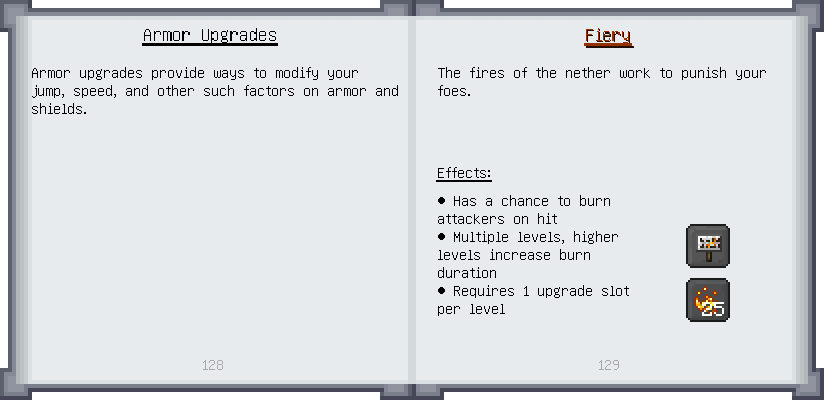 Armor Upgrades
Armor upgrades provide ways to modify your
jump, speed, and other such factors on armor and
shields.
128
Fiery
The fires of the nether work to punish your
foes.
Effects:
• Has a chance to burn
attackers on hit
• Multiple levels, higher
levels increase burn
duration
• Requires 1 upgrade slot
per level
25
129